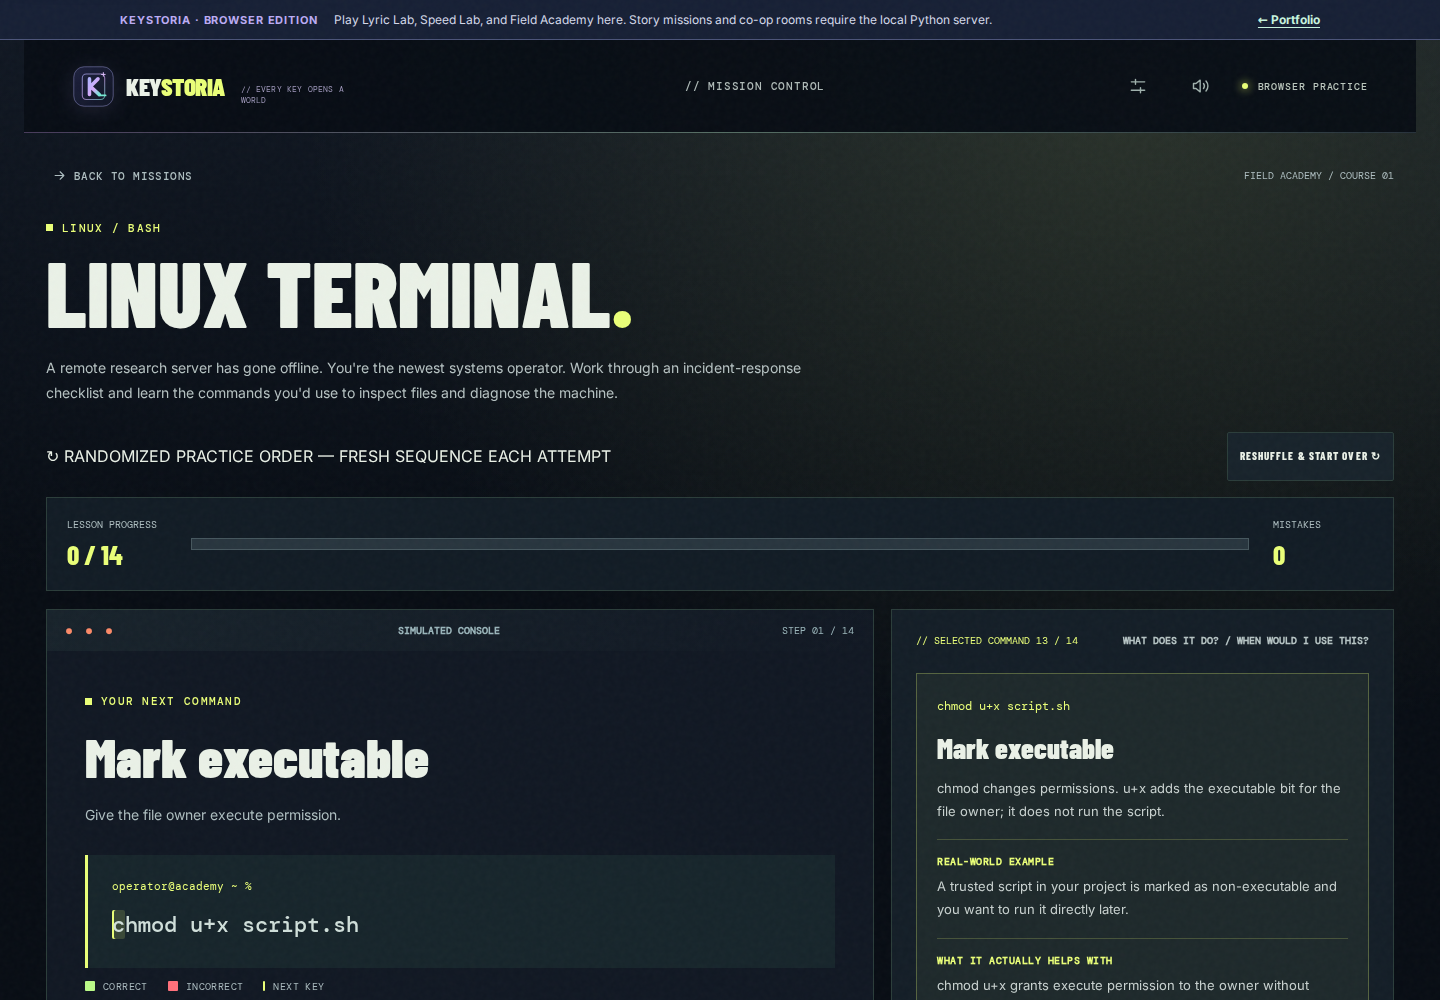 KEYSTORIA · BROWSER EDITION Play Lyric Lab, Speed Lab, and Field Academy here. Story missions and co-op rooms require the local Python server. ← Portfolio
KEYSTORIA // EVERY KEY OPENS A WORLD
// MISSION CONTROL
BROWSER PRACTICE
→ BACK TO MISSIONS
FIELD ACADEMY / COURSE 01
LINUX / BASH
LINUX TERMINAL.
A remote research server has gone offline. You're the newest systems operator. Work through an incident-response
checklist and learn the commands you'd use to inspect files and diagnose the machine.
↻ RANDOMIZED PRACTICE ORDER — FRESH SEQUENCE EACH ATTEMPT
RESHUFFLE & START OVER ↻
LESSON PROGRESS
0 / 14
MISTAKES
0
SIMULATED CONSOLE
STEP 01 / 14
YOUR NEXT COMMAND
Mark executable
Give the file owner execute permission.
operator@academy ~ %
chmod u+x script.sh
CORRECT INCORRECT NEXT KEY
// SELECTED COMMAND 13 / 14
WHAT DOES IT DO? / WHEN WOULD I USE THIS?
chmod u+x script.sh
Mark executable
chmod changes permissions. u+x adds the executable bit for the
file owner; it does not run the script.
REAL-WORLD EXAMPLE
A trusted script in your project is marked as non-executable and
you want to run it directly later.
WHAT IT ACTUALLY HELPS WITH
chmod u+x grants execute permission to the owner without